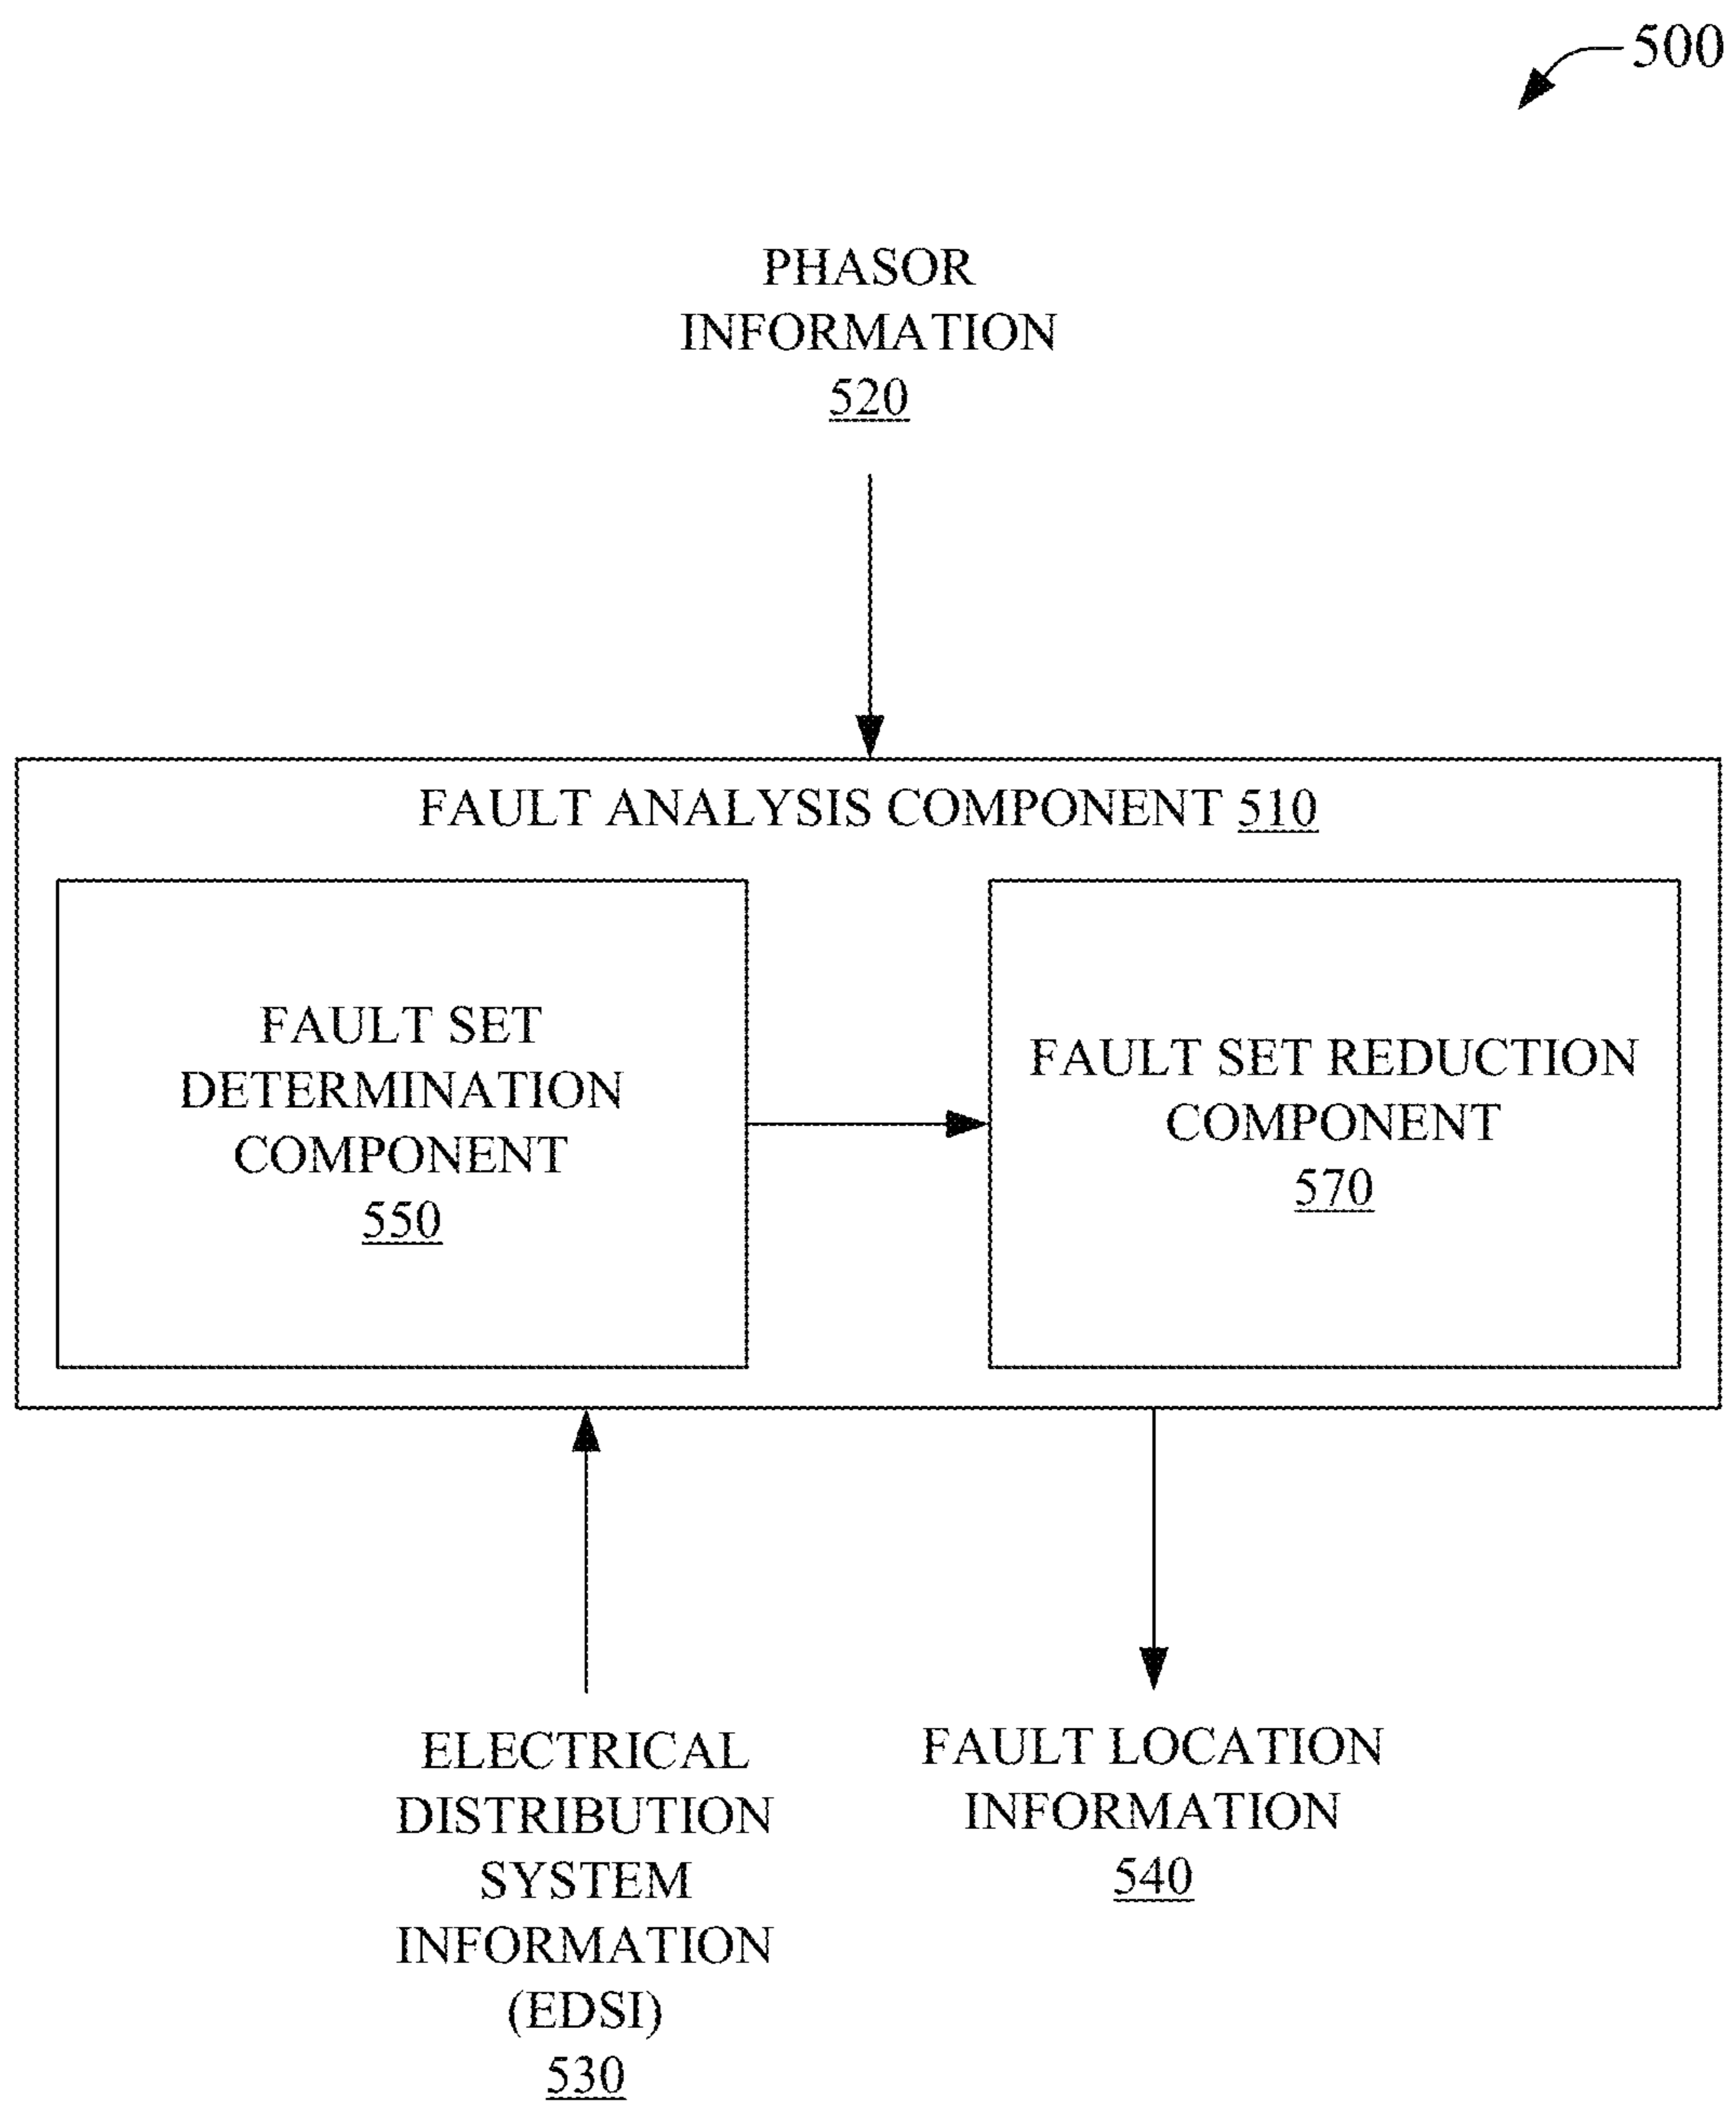 500
PHASOR
INFORMATION
520
FAULT ANALYSIS COMPONENT 510
FAULT SET
DETERMINATION
COMPONENT
550
FAULT SET REDUCTION
COMPONENT
570
ELECTRICAL
DISTRIBUTION
SYSTEM
INFORMATION
(EDSI)
530
FAULT LOCATION
INFORMATION
540